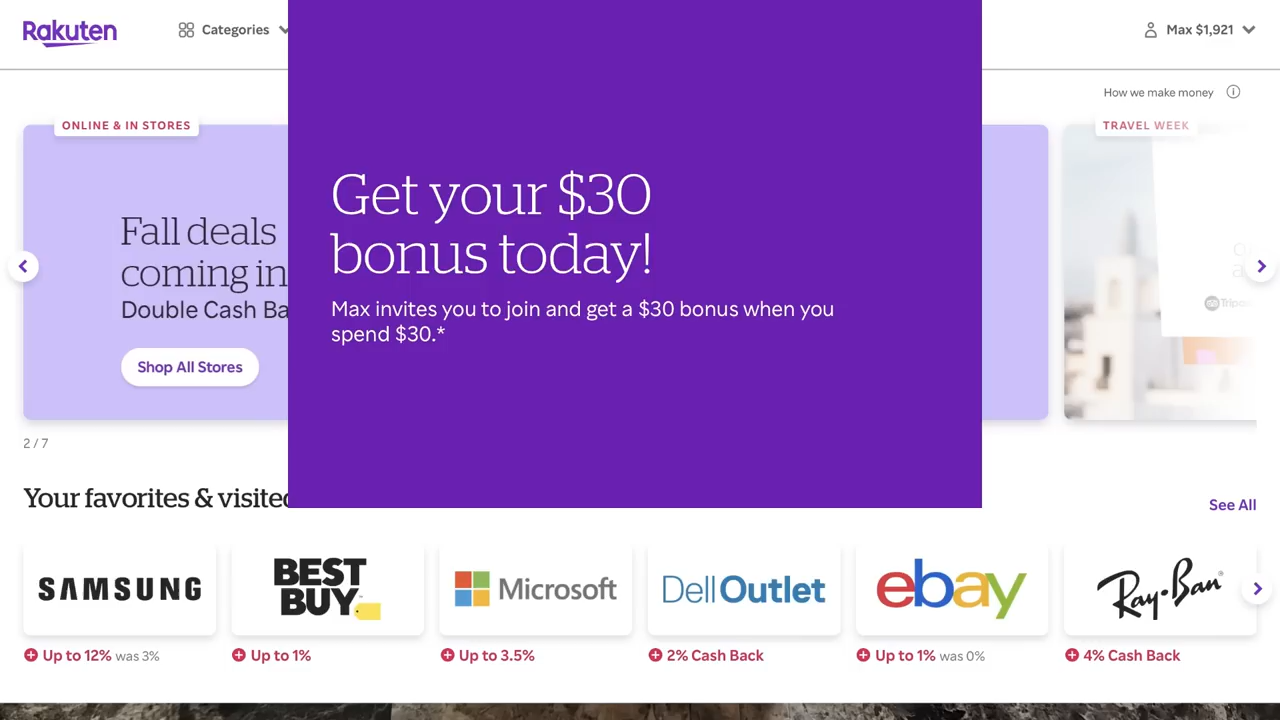 Rakuten
Categories
Max $1,921
How we make money
ONLINE & IN STORES
TRAVEL WEEK
Fall deals
coming in
Double Cash Ba
Shop All Stores
Get your $30
bonus today!
Max invites you to join and get a $30 bonus when you
spend $30.*
2 / 7
Your favorites & visited
See All
SAMSUNG
BEST
BUY
Microsoft
Dell Outlet
ebay
Ray-Ban
Up to 12% was 3%
Up to 1%
Up to 3.5%
2% Cash Back
Up to 1% was 0%
4% Cash Back